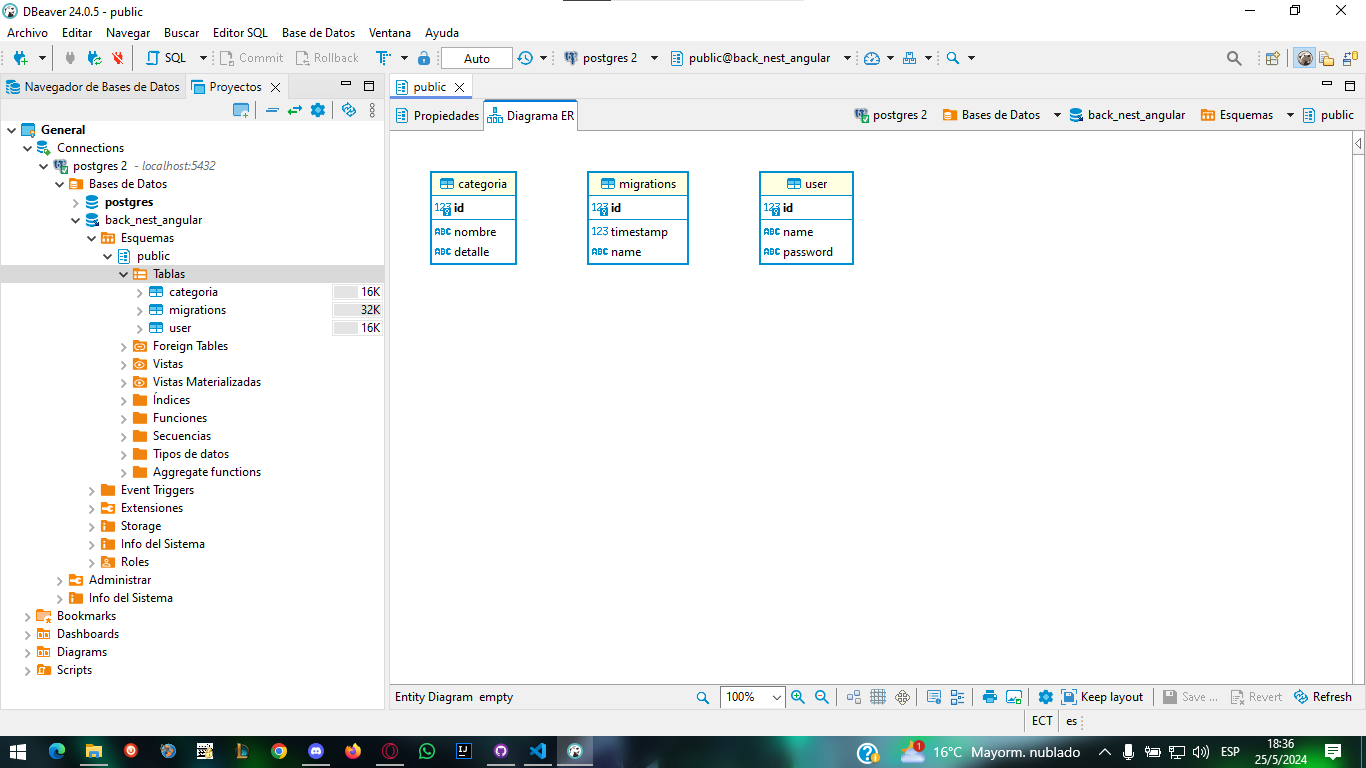 DBeaver 24.0.5 - public
Archivo Editar Navegar Buscar Editor SQL Base de Datos Ventana Ayuda
SQL Commit Rollback Auto postgres 2 public@back_nest_angular
Navegador de Bases de Datos Proyectos
public
Propiedades Diagrama ER postgres 2 Bases de Datos back_nest_angular Esquemas public
General
Connections
postgres 2 - localhost:5432
Bases de Datos
postgres
back_nest_angular
Esquemas
public
Tablas
categoria 16K
migrations 32K
user 16K
Foreign Tables
Vistas
Vistas Materializadas
Índices
Funciones
Secuencias
Tipos de datos
Aggregate functions
Event Triggers
Extensiones
Storage
Info del Sistema
Roles
Administrar
Info del Sistema
Bookmarks
Dashboards
Diagrams
Scripts
categoria
123 id
ABC nombre
ABC detalle
migrations
123 id
123 timestamp
ABC name
user
123 id
ABC name
ABC password
Entity Diagram empty 100% Keep layout Save ... Revert Refresh
ECT es
1 16°C Mayorm. nublado ESP 18:36
25/5/2024